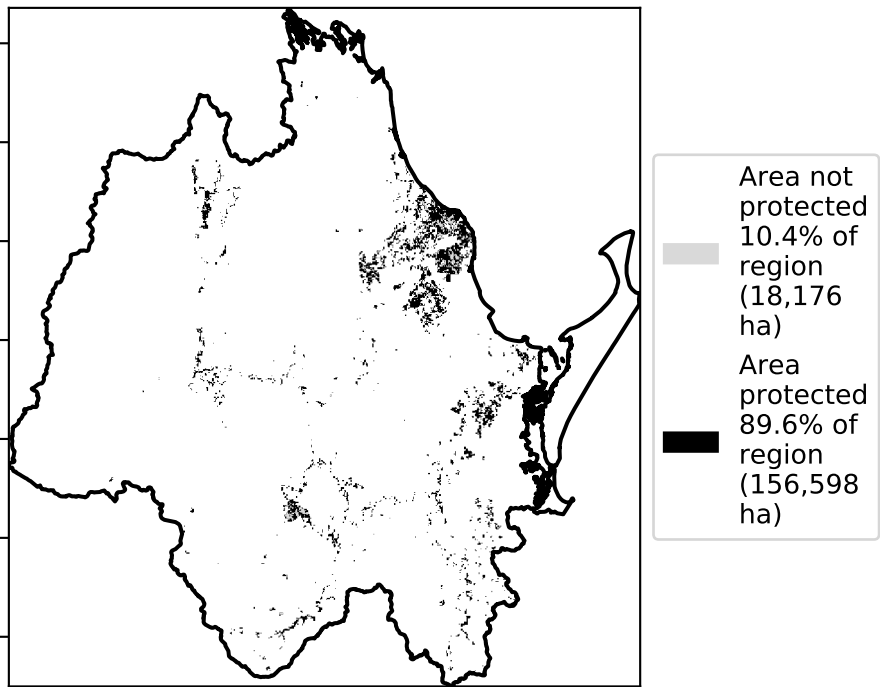 Area not
protected
10.4% of
region
(18,176
ha)
Area
protected
89.6% of
region
(156,598
ha)